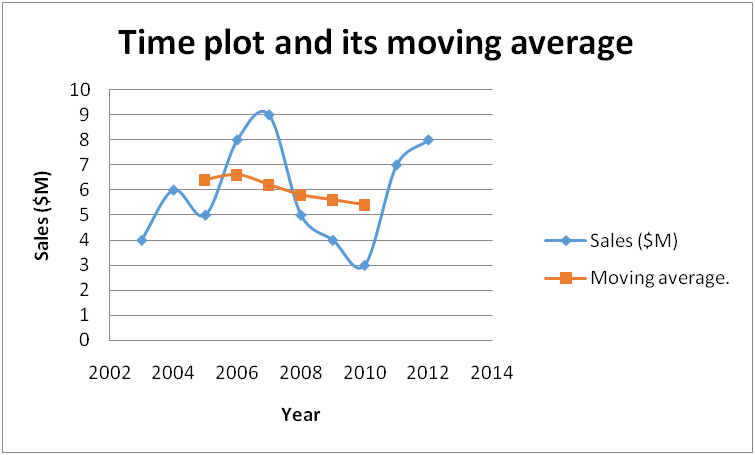 Time plot and its moving average
10
9
8
7
6
5
4
3
2
1
0
Sales ($M)
2002 2004 2006 2008 2010 2012 2014
Year
Sales ($M)
Moving average.